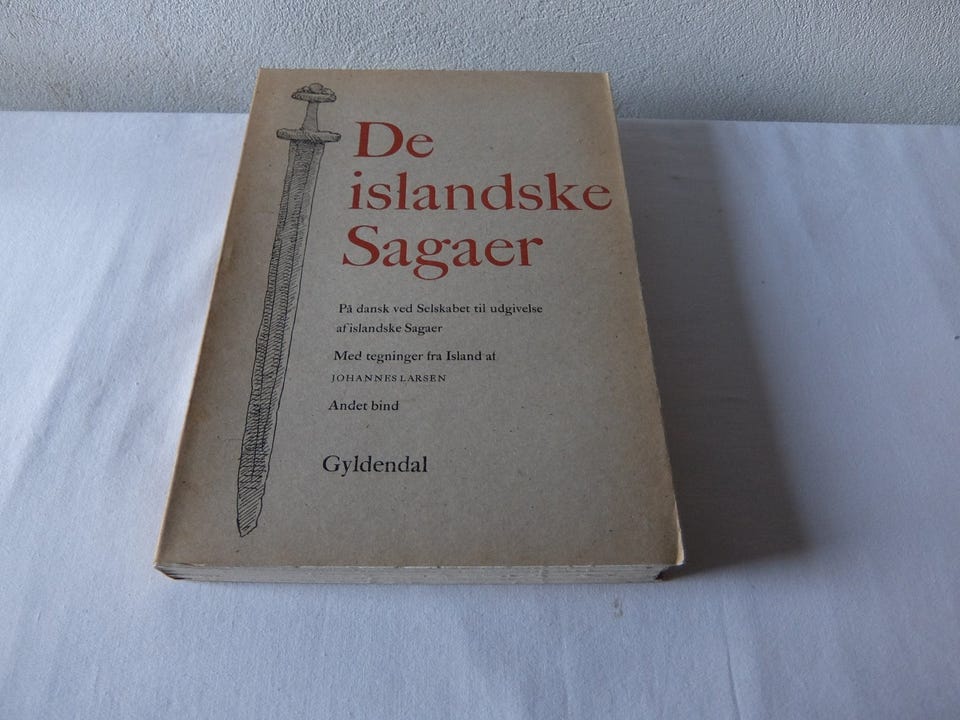 De
islandske
Sagaer
På dansk ved Selskabet til udgivelse
af islandske Sagaer
Med tegninger fra Island af
JOHANNES LARSEN
Andet bind
Gyldendal